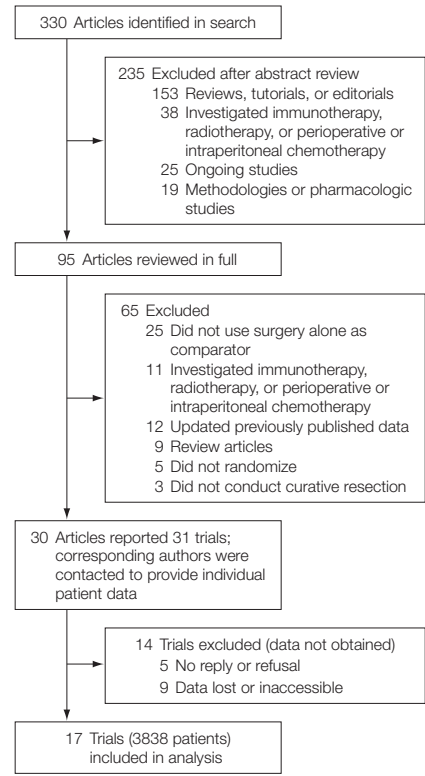 330 Articles identified in search
235 Excluded after abstract review
153 Reviews, tutorials, or editorials
38 Investigated immunotherapy,
radiotherapy, or perioperative or
intraperitoneal chemotherapy
25 Ongoing studies
19 Methodologies or pharmacologic
studies
95 Articles reviewed in full
65 Excluded
25 Did not use surgery alone as
comparator
11 Investigated immunotherapy,
radiotherapy, or perioperative or
intraperitoneal chemotherapy
12 Updated previously published data
9 Review articles
5 Did not randomize
3 Did not conduct curative resection
30 Articles reported 31 trials;
corresponding authors were
contacted to provide individual
patient data
14 Trials excluded (data not obtained)
5 No reply or refusal
9 Data lost or inaccessible
17 Trials (3838 patients)
included in analysis